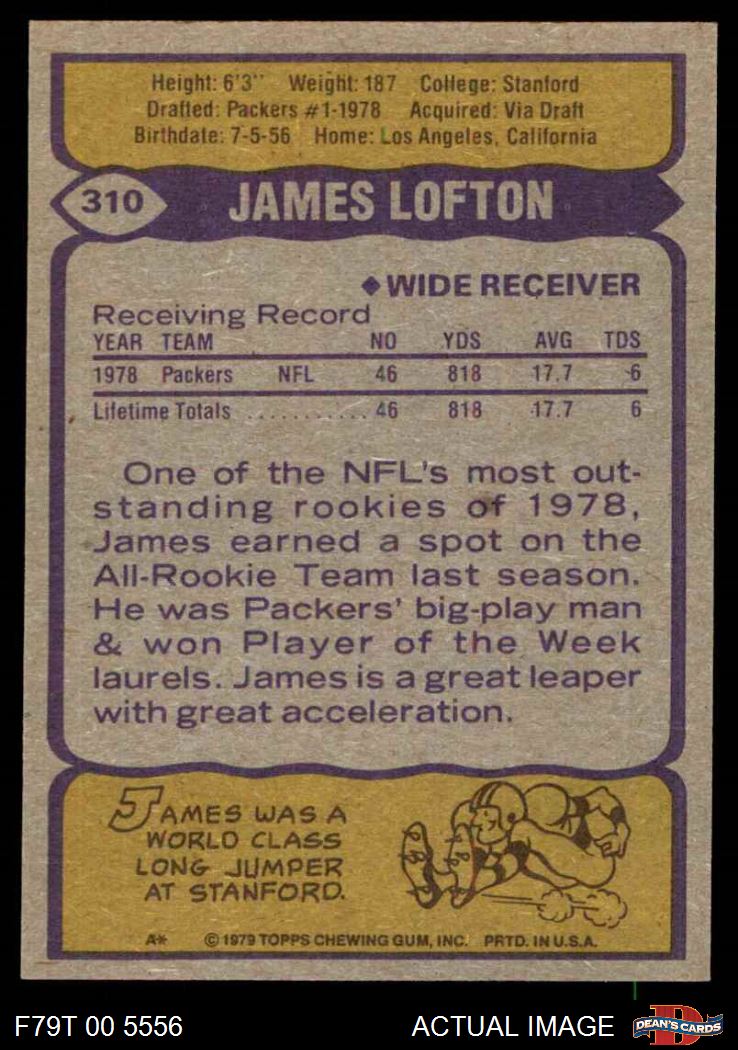 Height: 6'3" Weight: 187 College: Stanford
Drafted: Packers #1-1978 Acquired: Via Draft
Birthdate: 7-5-56 Home: Los Angeles, California
310 JAMES LOFTON
◆WIDE RECEIVER
Receiving Record
YEAR TEAM NO YDS AVG TDS
1978 Packers NFL 46 818 17.7 6
Lifetime Totals ........... 46 818 17.7 6
One of the NFL's most out-
standing rookies of 1978,
James earned a spot on the
All-Rookie Team last season.
He was Packers' big-play man
& won Player of the Week
laurels. James is a great leaper
with great acceleration.
JAMES WAS A
WORLD CLASS
LONG JUMPER
AT STANFORD.
A* © 1979 TOPPS CHEWING GUM, INC. PRTD. IN U.S.A.
F79T 00 5556 ACTUAL IMAGE D DEAN'S CARDS